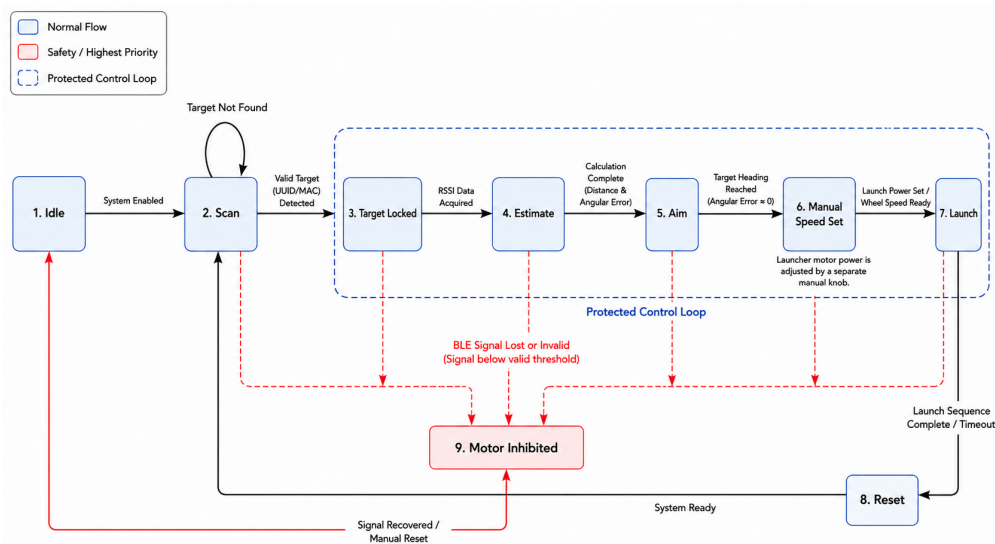 Normal Flow
Safety / Highest Priority
Protected Control Loop
Target Not Found
1. Idle
System Enabled
2. Scan
Valid Target
(UUID/MAC)
Detected
3. Target Locked
RSSI Data
Acquired
4. Estimate
Calculation
Complete
(Distance &
Angular Error)
5. Aim
Target Heading
Reached
(Angular Error ≈ 0)
6. Manual
Speed Set
Launcher motor power is
adjusted by a separate
manual knob.
Launch Power Set /
Wheel Speed Ready
7. Launch
Protected Control Loop
BLE Signal Lost or Invalid
(Signal below valid threshold)
9. Motor Inhibited
Launch Sequence
Complete / Timeout
8. Reset
System Ready
Signal Recovered /
Manual Reset